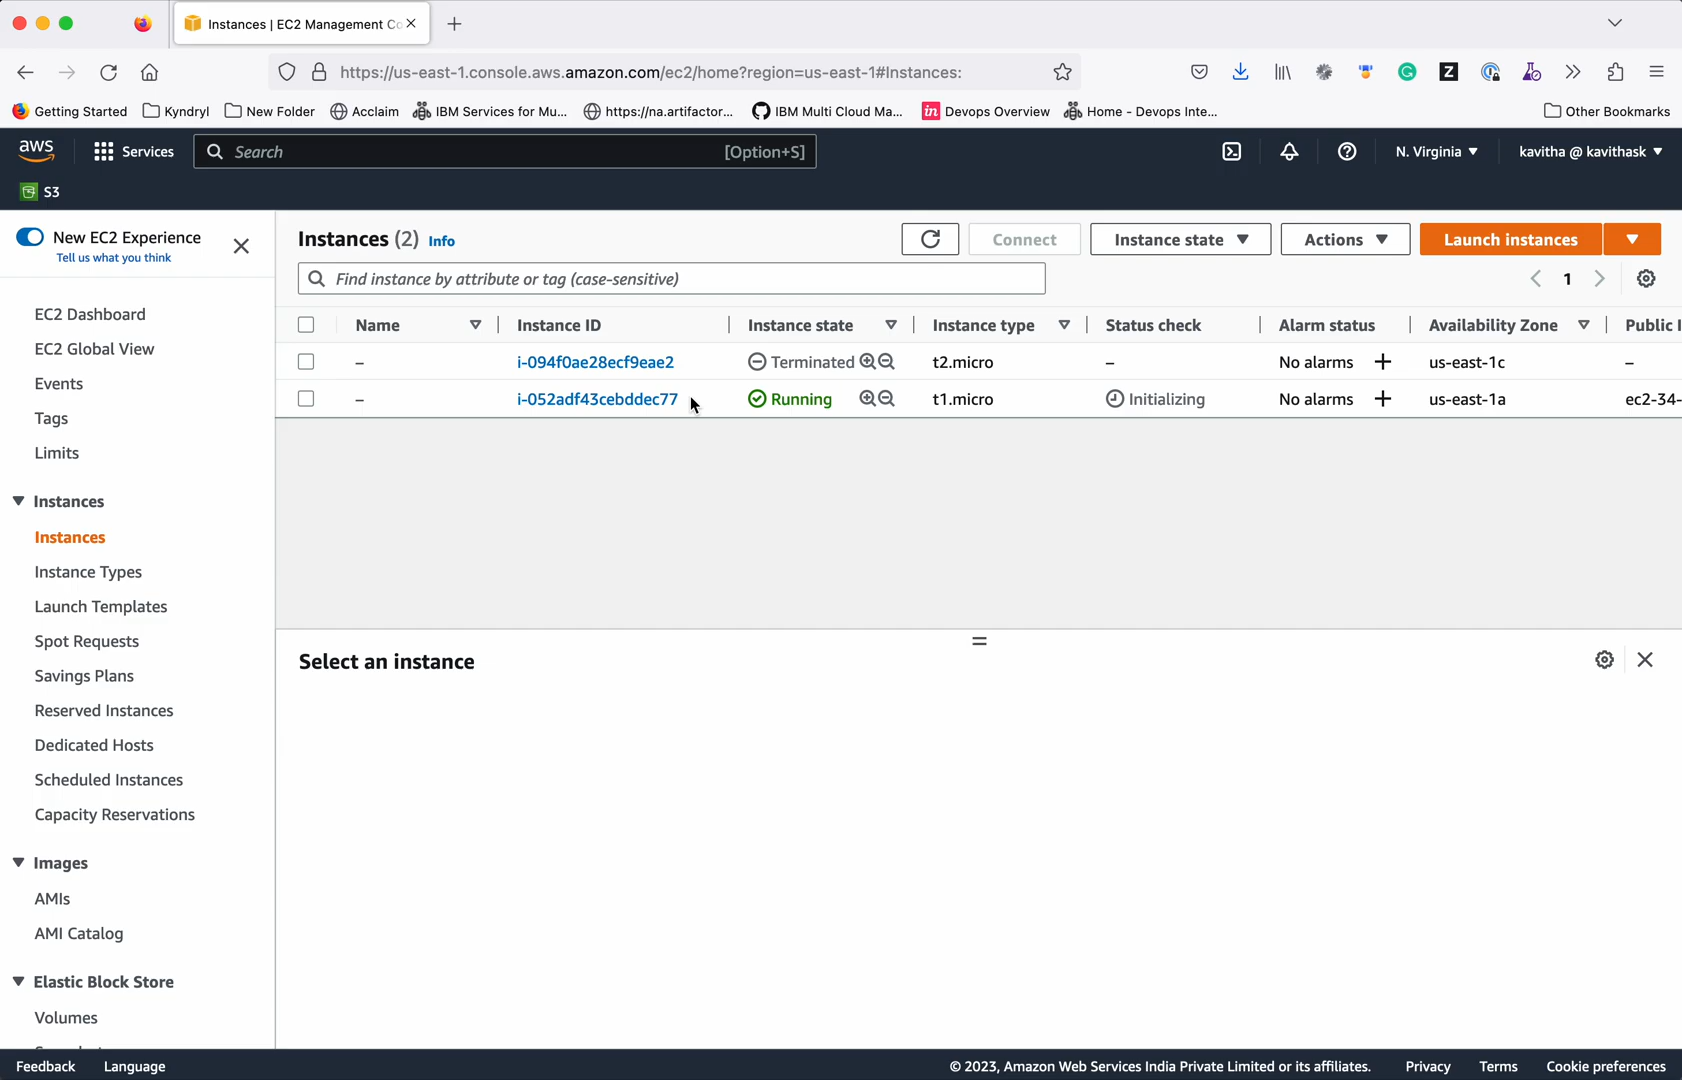 Instances | EC2 Management Co
https://us-east-1.console.aws.amazon.com/ec2/home?region=us-east-1#Instances:
Getting Started Kyndryl New Folder Acclaim IBM Services for Mu... https://na.artifactor... IBM Multi Cloud Ma... Devops Overview Home - Devops Inte... Other Bookmarks
aws Services Search [Option+S] N. Virginia kavitha @ kavithask
S3
New EC2 Experience
Tell us what you think
EC2 Dashboard
EC2 Global View
Events
Tags
Limits
Instances
Instances
Instance Types
Launch Templates
Spot Requests
Savings Plans
Reserved Instances
Dedicated Hosts
Scheduled Instances
Capacity Reservations
Images
AMIs
AMI Catalog
Elastic Block Store
Volumes
Instances (2) Info Connect Instance state Actions Launch instances
Find instance by attribute or tag (case-sensitive) 1
Name Instance ID Instance state Instance type Status check Alarm status Availability Zone Public I
– i-094f0ae28ecf9eae2 Terminated t2.micro – No alarms + us-east-1c –
– i-052adf43cebddec77 Running t1.micro Initializing No alarms + us-east-1a ec2-34-
Select an instance
Feedback Language © 2023, Amazon Web Services India Private Limited or its affiliates. Privacy Terms Cookie preferences